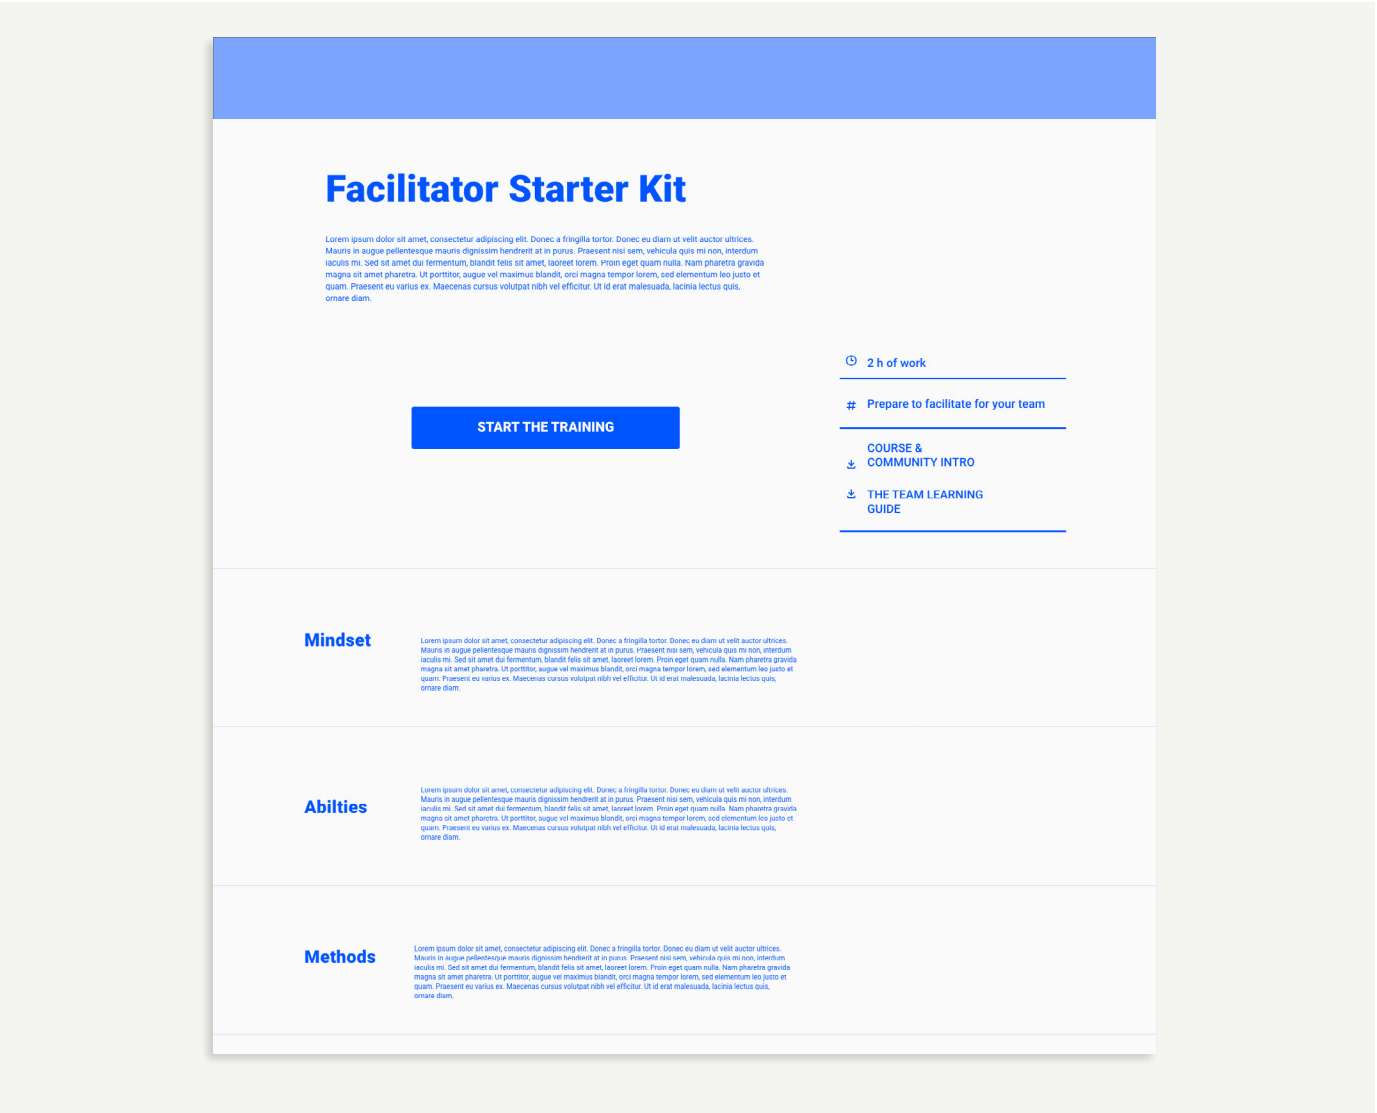 Facilitator Starter Kit
Lorem ipsum dolor sit amet, consectetur adipiscing elit. Donec a fringilla tortor. Donec eu diam ut velit auctor ultrices.
Mauris in augue pellentesque mauris dignissim hendrerit at in purus. Praesent nisi sem, vehicula quis mi non, interdum
iaculis mi. Sed sit amet dui fermentum, blandit felis sit amet, laoreet lorem. Proin eget quam nulla. Nam pharetra gravida
magna sit amet pharetra. Ut porttitor, augue vel maximus blandit, orci magna tempor lorem, sed elementum leo justo et
quam. Praesent eu varius ex. Maecenas cursus volutpat nibh vel efficitur. Ut id erat malesuada, lacinia lectus quis,
ornare diam.
START THE TRAINING
2 h of work
# Prepare to facilitate for your team
COURSE &
COMMUNITY INTRO
THE TEAM LEARNING
GUIDE
Mindset
Lorem ipsum dolor sit amet, consectetur adipiscing elit. Donec a fringilla tortor. Donec eu diam ut velit auctor ultrices.
Mauris in augue pellentesque mauris dignissim hendrerit at in purus. Praesent nisi sem, vehicula quis mi non, interdum
iaculis mi. Sed sit amet dui fermentum, blandit felis sit amet, laoreet lorem. Proin eget quam nulla. Nam pharetra gravida
magna sit amet pharetra. Ut porttitor, augue vel maximus blandit, orci magna tempor lorem, sed elementum leo justo et
quam. Praesent eu varius ex. Maecenas cursus volutpat nibh vel efficitur. Ut id erat malesuada, lacinia lectus quis,
ornare diam.
Abilties
Lorem ipsum dolor sit amet, consectetur adipiscing elit. Donec a fringilla tortor. Donec eu diam ut velit auctor ultrices.
Mauris in augue pellentesque mauris dignissim hendrerit at in purus. Praesent nisi sem, vehicula quis mi non, interdum
iaculis mi. Sed sit amet dui fermentum, blandit felis sit amet, laoreet lorem. Proin eget quam nulla. Nam pharetra gravida
magna sit amet pharetra. Ut porttitor, augue vel maximus blandit, orci magna tempor lorem, sed elementum leo justo et
quam. Praesent eu varius ex. Maecenas cursus volutpat nibh vel efficitur. Ut id erat malesuada, lacinia lectus quis,
ornare diam.
Methods
Lorem ipsum dolor sit amet, consectetur adipiscing elit. Donec a fringilla tortor. Donec eu diam ut velit auctor ultrices.
Mauris in augue pellentesque mauris dignissim hendrerit at in purus. Praesent nisi sem, vehicula quis mi non, interdum
iaculis mi. Sed sit amet dui fermentum, blandit felis sit amet, laoreet lorem. Proin eget quam nulla. Nam pharetra gravida
magna sit amet pharetra. Ut porttitor, augue vel maximus blandit, orci magna tempor lorem, sed elementum leo justo et
quam. Praesent eu varius ex. Maecenas cursus volutpat nibh vel efficitur. Ut id erat malesuada, lacinia lectus quis,
ornare diam.